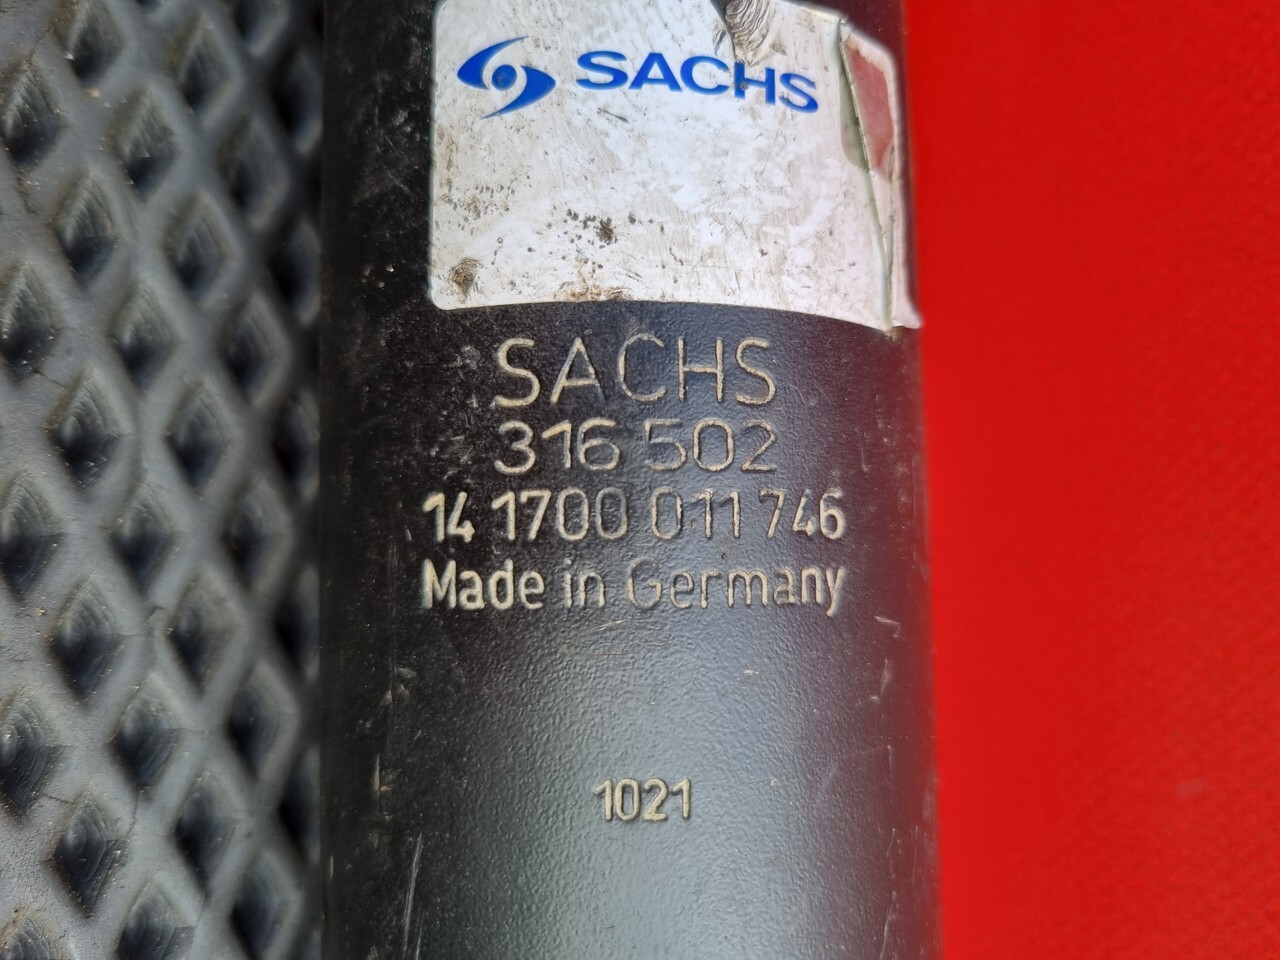 SACHS
SACHS
316 502
14 1700 011 746
Made in Germany
1021